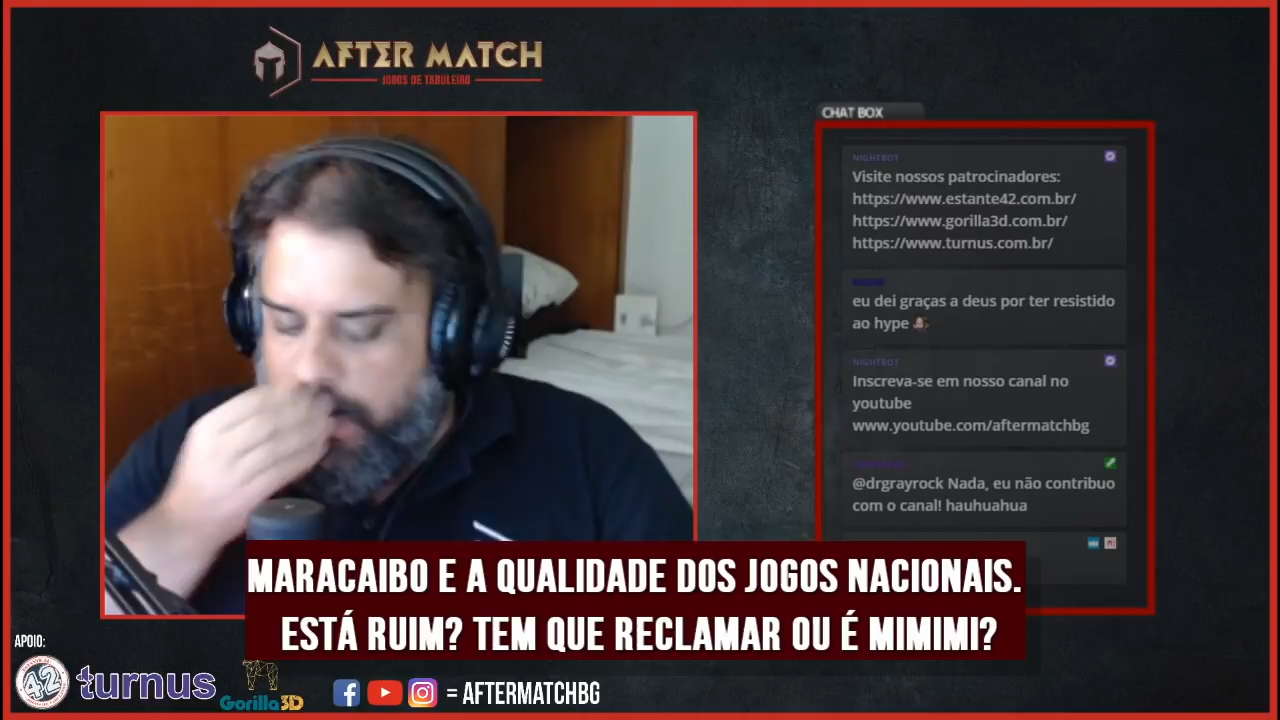 AFTER MATCH
JOGOS DE TABULEIRO
CHAT BOX
NIGHTBOT
Visite nossos patrocinadores:
https://www.estante42.com.br/
https://www.gorilla3d.com.br/
https://www.turnus.com.br/
eu dei graças a deus por ter resistido
ao hype
NIGHTBOT
Inscreva-se em nosso canal no
youtube
www.youtube.com/aftermatchbg
@drgrayrock Nada, eu não contribuo
com o canal! hauhuahua
MARACAIBO E A QUALIDADE DOS JOGOS NACIONAIS.
ESTÁ RUIM? TEM QUE RECLAMAR OU É MIMIMI?
APOIO:
42
turnus
Gorilla3D
= AFTERMATCHBG